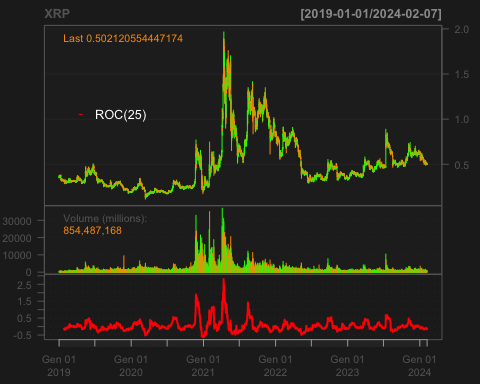 XRP [2019-01-01/2024-02-07]
Last 0.502120554447174
ROC(25)
2.0
1.5
1.0
0.5
Volume (millions):
854,487,168
30000
20000
10000
0
2.5
1.5
0.5
-0.5
Gen 01 Gen 01 Gen 01 Gen 01 Gen 01 Gen 01
2019 2020 2021 2022 2023 2024